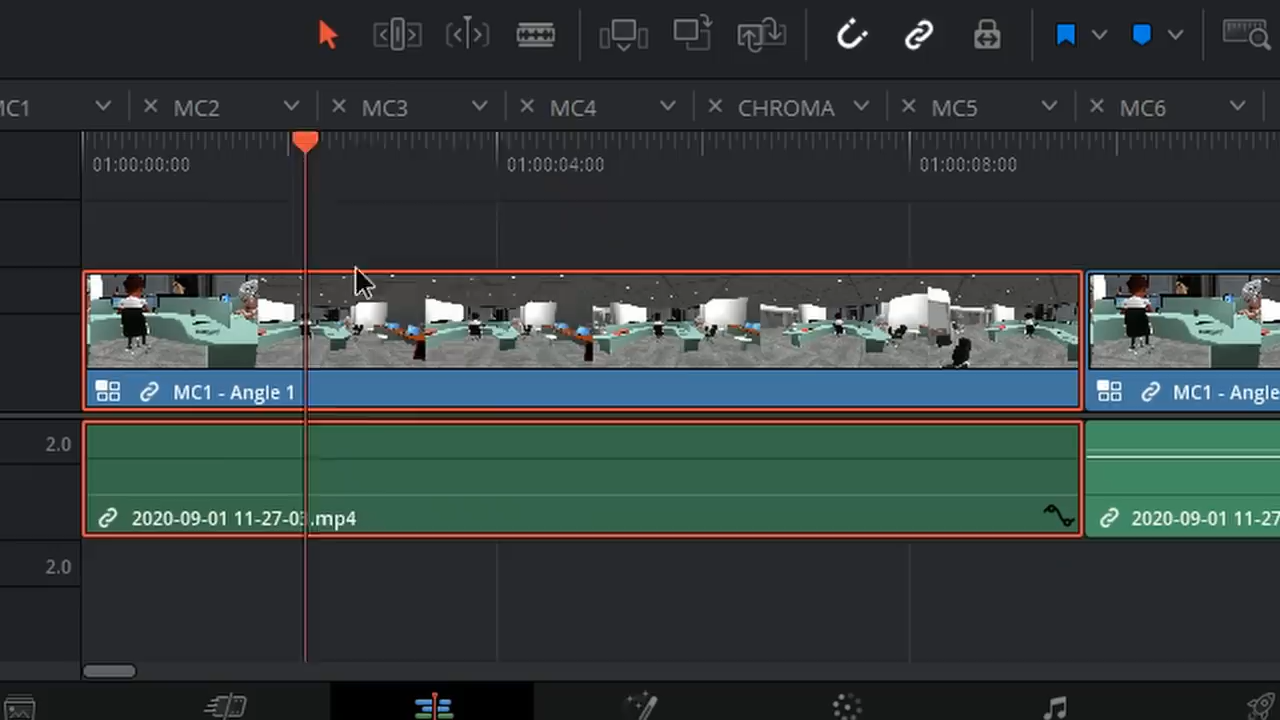 MC1 MC2 MC3 MC4 CHROMA MC5 MC6
01:00:00:00 01:00:04:00 01:00:08:00
MC1 - Angle 1 MC1 - Angle
2.0
2020-09-01 11-27-03.mp4 2020-09-01 11-27
2.0